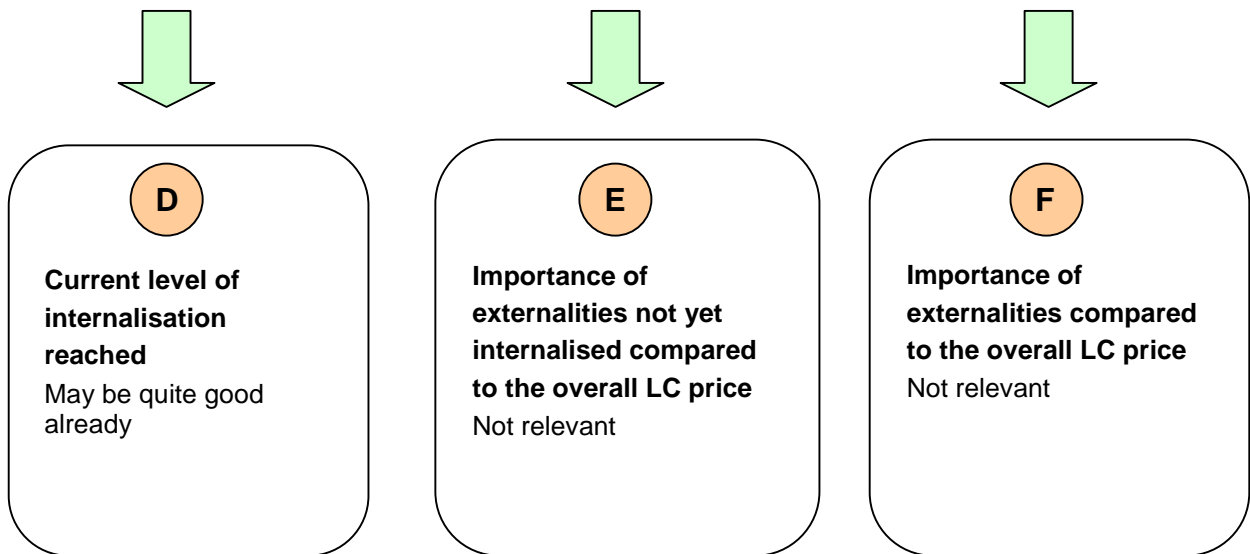 D
Current level of
internalisation
reached
May be quite good
already
E
Importance of
externalities not yet
internalised compared
to the overall LC price
Not relevant
F
Importance of
externalities compared
to the overall LC price
Not relevant